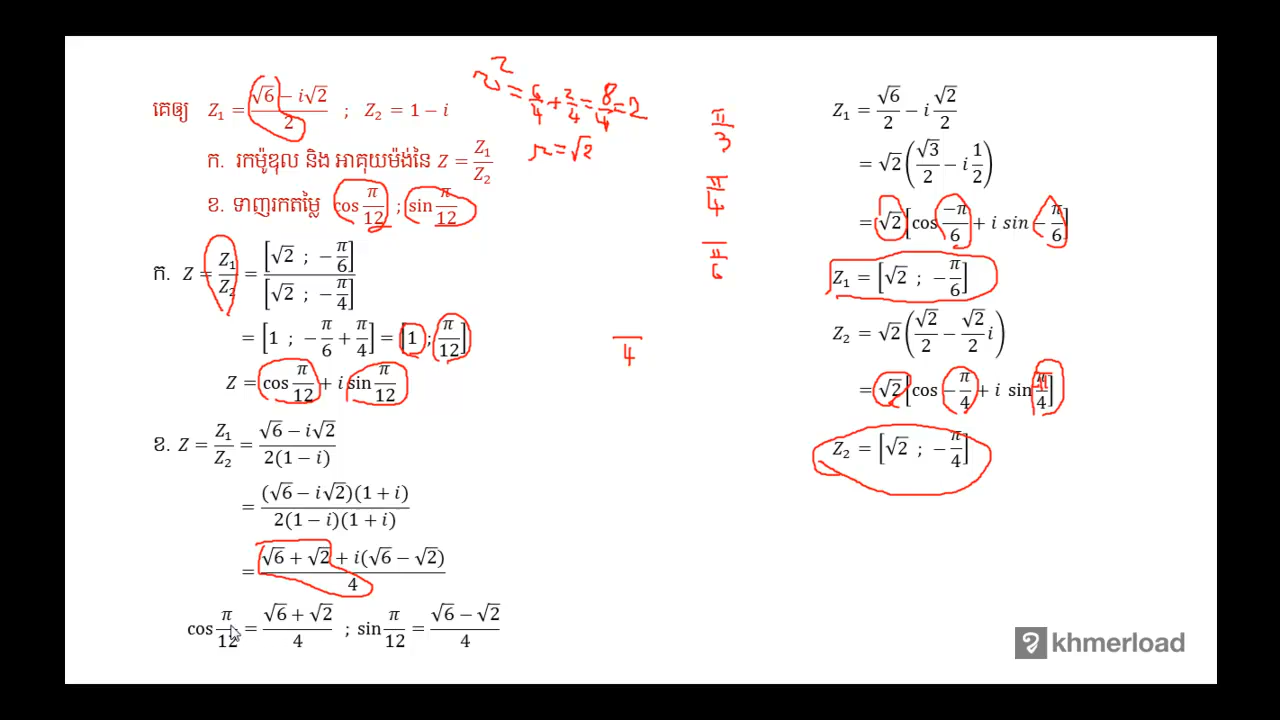 គេឲ្យ Z₁ = (√6 − i√2)/2 ; Z₂ = 1 − i
ក. រកម៉ូឌុល និង អាគុយម៉ង់នៃ Z = Z₁/Z₂
ខ. ទាញរកតម្លៃ cos π/12 ; sin π/12
ក. Z = Z₁/Z₂ = [√2 ; −π/6]/[√2 ; −π/4]
= [1 ; −π/6 + π/4] = [1 ; π/12]
Z = cos π/12 + i sin π/12
ខ. Z = Z₁/Z₂ = (√6 − i√2)/(2(1 − i))
= ((√6 − i√2)(1 + i))/(2(1 − i)(1 + i))
= (√6 + √2 + i(√6 − √2))/4
cos π/12 = (√6 + √2)/4 ; sin π/12 = (√6 − √2)/4
r² = 6/4 + 2/4 = 8/4 = 2
r = √2
π/3
π/4
π/6
4
Z₁ = √6/2 − i √2/2
= √2(√3/2 − i 1/2)
= √2[cos −π/6 + i sin −π/6]
Z₁ = [√2 ; −π/6]
Z₂ = √2(√2/2 − √2/2 i)
= √2[cos −π/4 + i sin −π/4]
Z₂ = [√2 ; −π/4]
khmerload